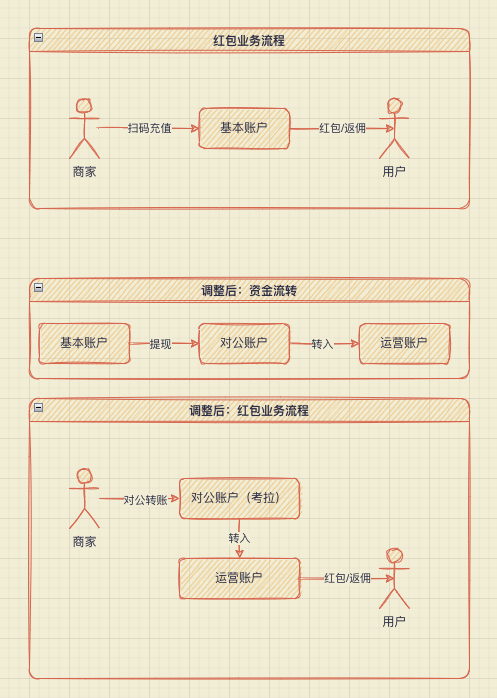 红包业务流程
扫码充值
基本账户
红包/返佣
商家
用户
调整后：资金流转
基本账户
提现
对公账户
转入
运营账户
调整后：红包业务流程
对公转账
对公账户（考拉）
商家
转入
运营账户
红包/返佣
用户